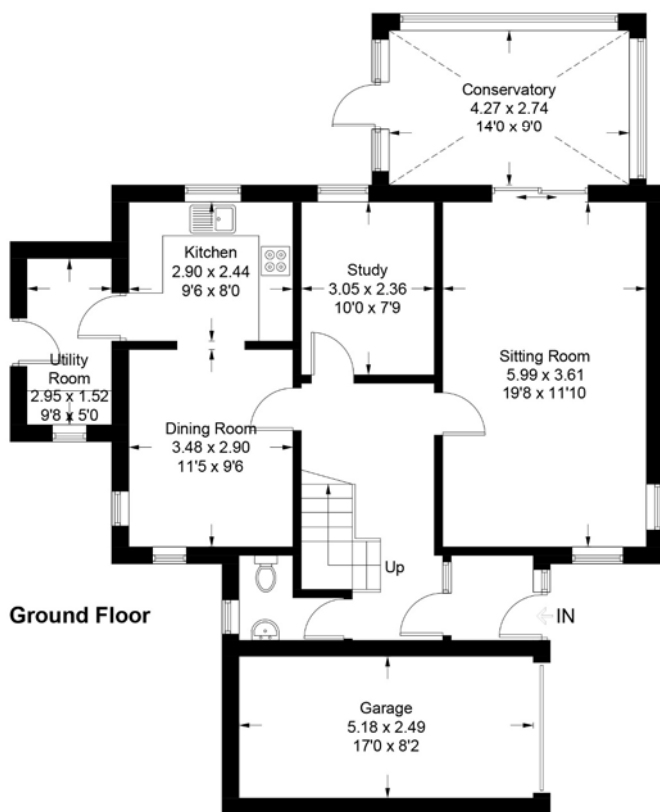 Conservatory
4.27 x 2.74
14'0 x 9'0
Kitchen
2.90 x 2.44
9'6 x 8'0
Study
3.05 x 2.36
10'0 x 7'9
Utility
Room
2.95 x 1.52
9'8 x 5'0
Sitting Room
5.99 x 3.61
19'8 x 11'10
Dining Room
3.48 x 2.90
11'5 x 9'6
Up
Ground Floor
IN
Garage
5.18 x 2.49
17'0 x 8'2